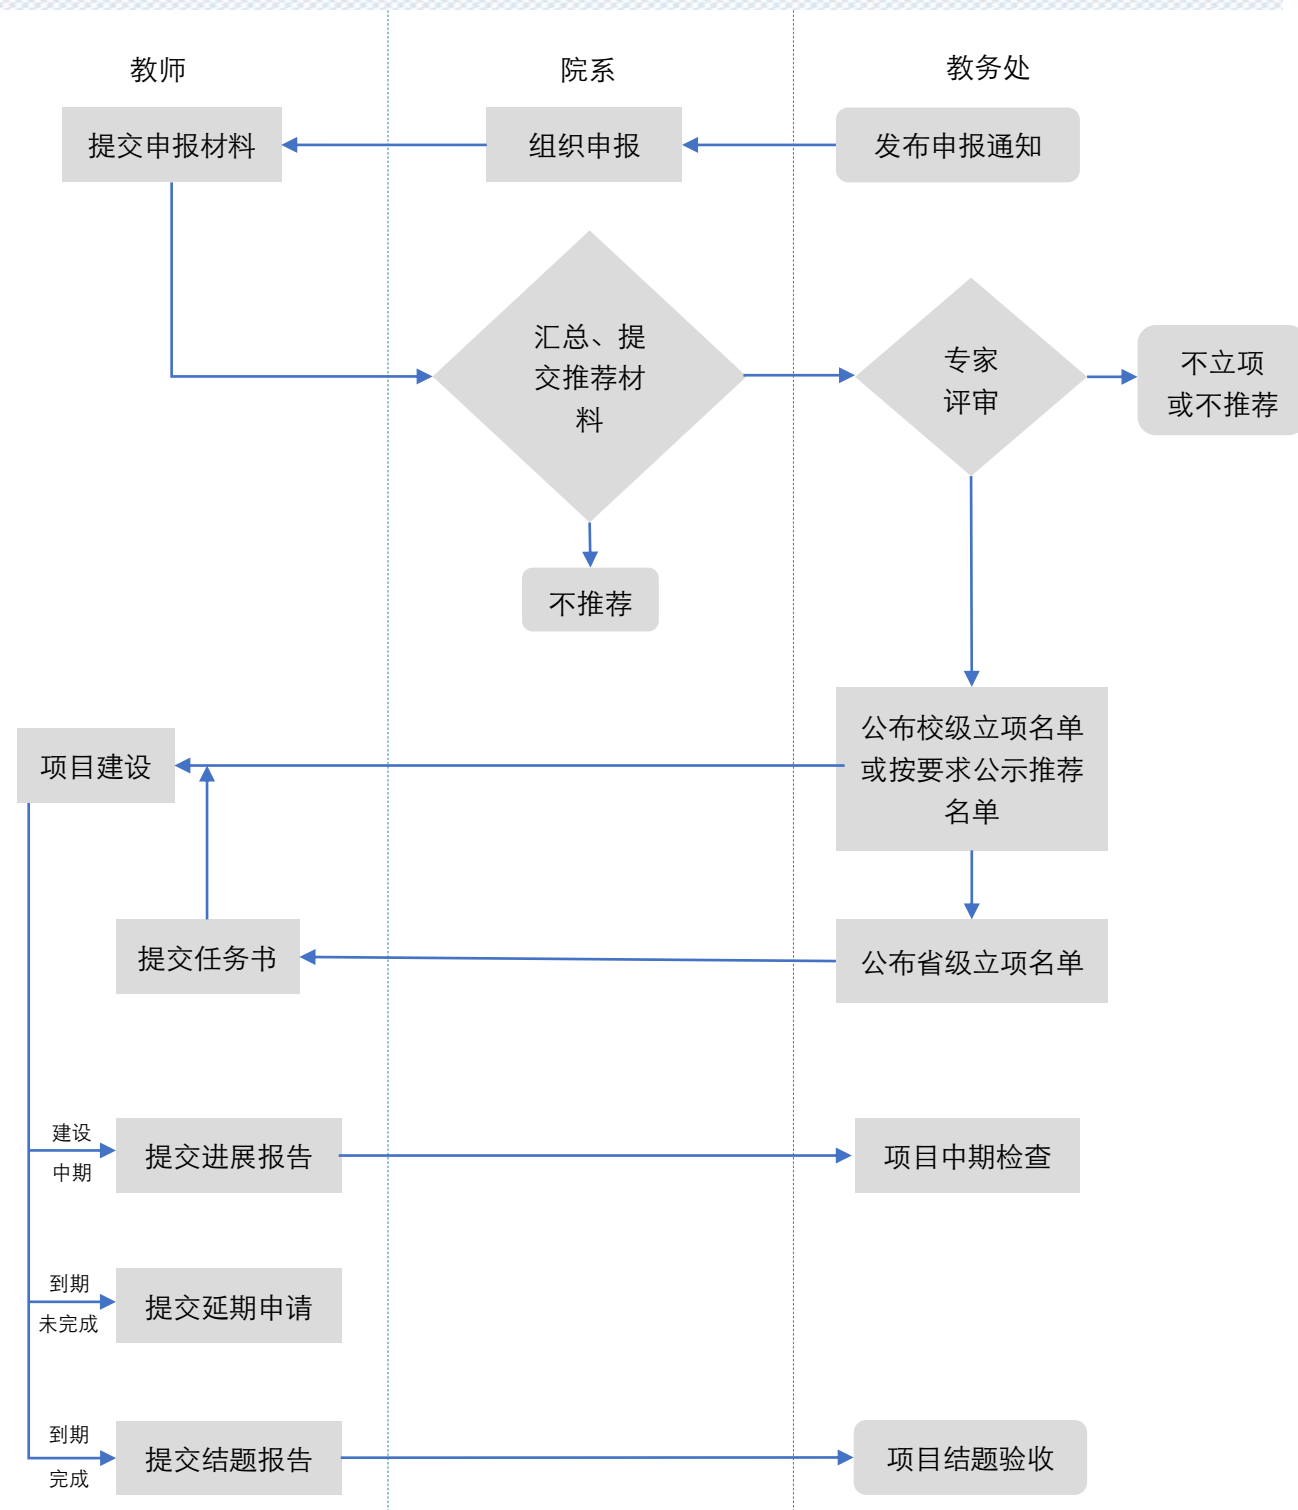 教师
院系
教务处
提交申报材料
组织申报
发布申报通知
汇总、提
交推荐材
料
专家
评审
不立项
或不推荐
不推荐
公布校级立项名单
或按要求公示推荐
名单
项目建设
提交任务书
公布省级立项名单
建设
中期
提交进展报告
项目中期检查
到期
未完成
提交延期申请
到期
完成
提交结题报告
项目结题验收